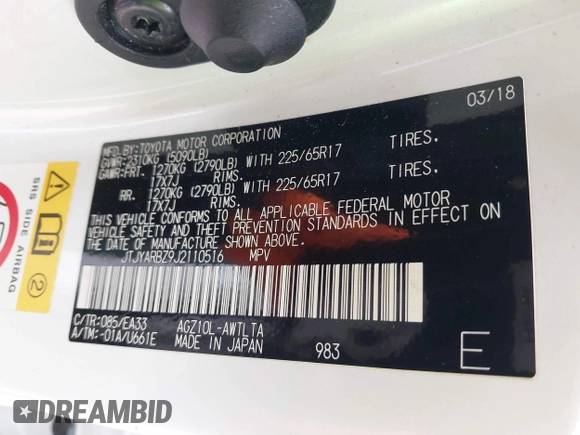 03/18
MFD.BY:TOYOTA MOTOR CORPORATION
GVWR:2310KG (5090LB)
GAWR:FRT. 1270KG (2790LB) WITH 225/65R17 TIRES.
17X7J RIMS.
RR. 1270KG (2790LB) WITH 225/65R17 TIRES.
17X7J RIMS.
THIS VEHICLE CONFORMS TO ALL APPLICABLE FEDERAL MOTOR
VEHICLE SAFETY AND THEFT PREVENTION STANDARDS IN EFFECT ON
THE DATE OF MANUFACTURE SHOWN ABOVE.
JTJYARBZ9J2110516 MPV
C/TR:085/EA33 AGZ10L-AWTLTA
A/TM:-01A/U661E MADE IN JAPAN 983 E
SRS SIDE AIRBAG
2
DREAMBID